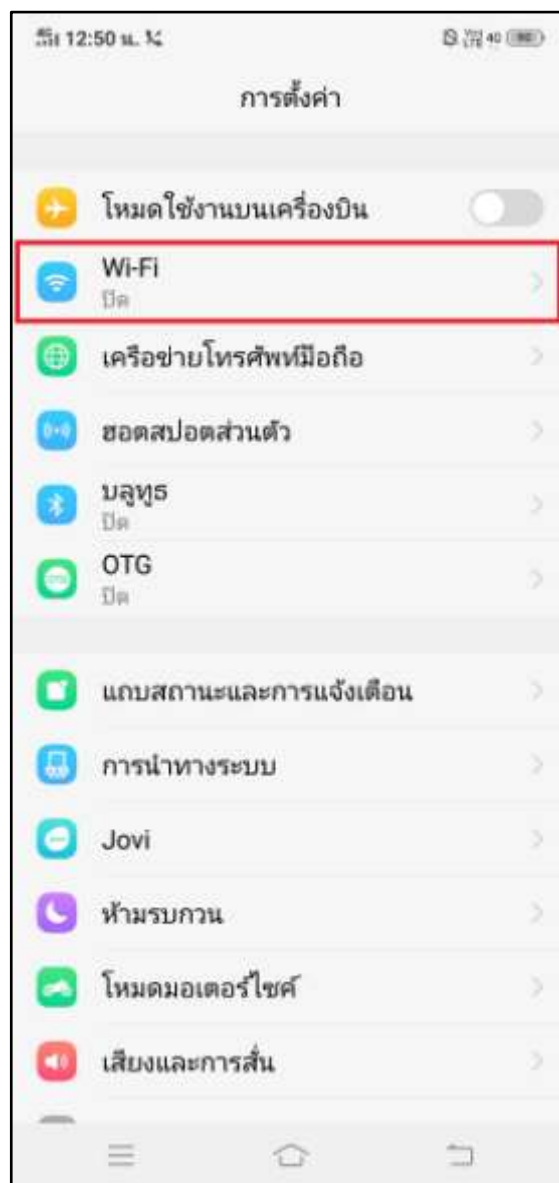 12:50 น.
การตั้งค่า
โหมดใช้งานบนเครื่องบิน
Wi-Fi
ปิด
เครือข่ายโทรศัพท์มือถือ
ฮอตสปอตส่วนตัว
บลูทูธ
ปิด
OTG
ปิด
แถบสถานะและการแจ้งเตือน
การนำทางระบบ
Jovi
ห้ามรบกวน
โหมดมอเตอร์ไซค์
เสียงและการสั่น